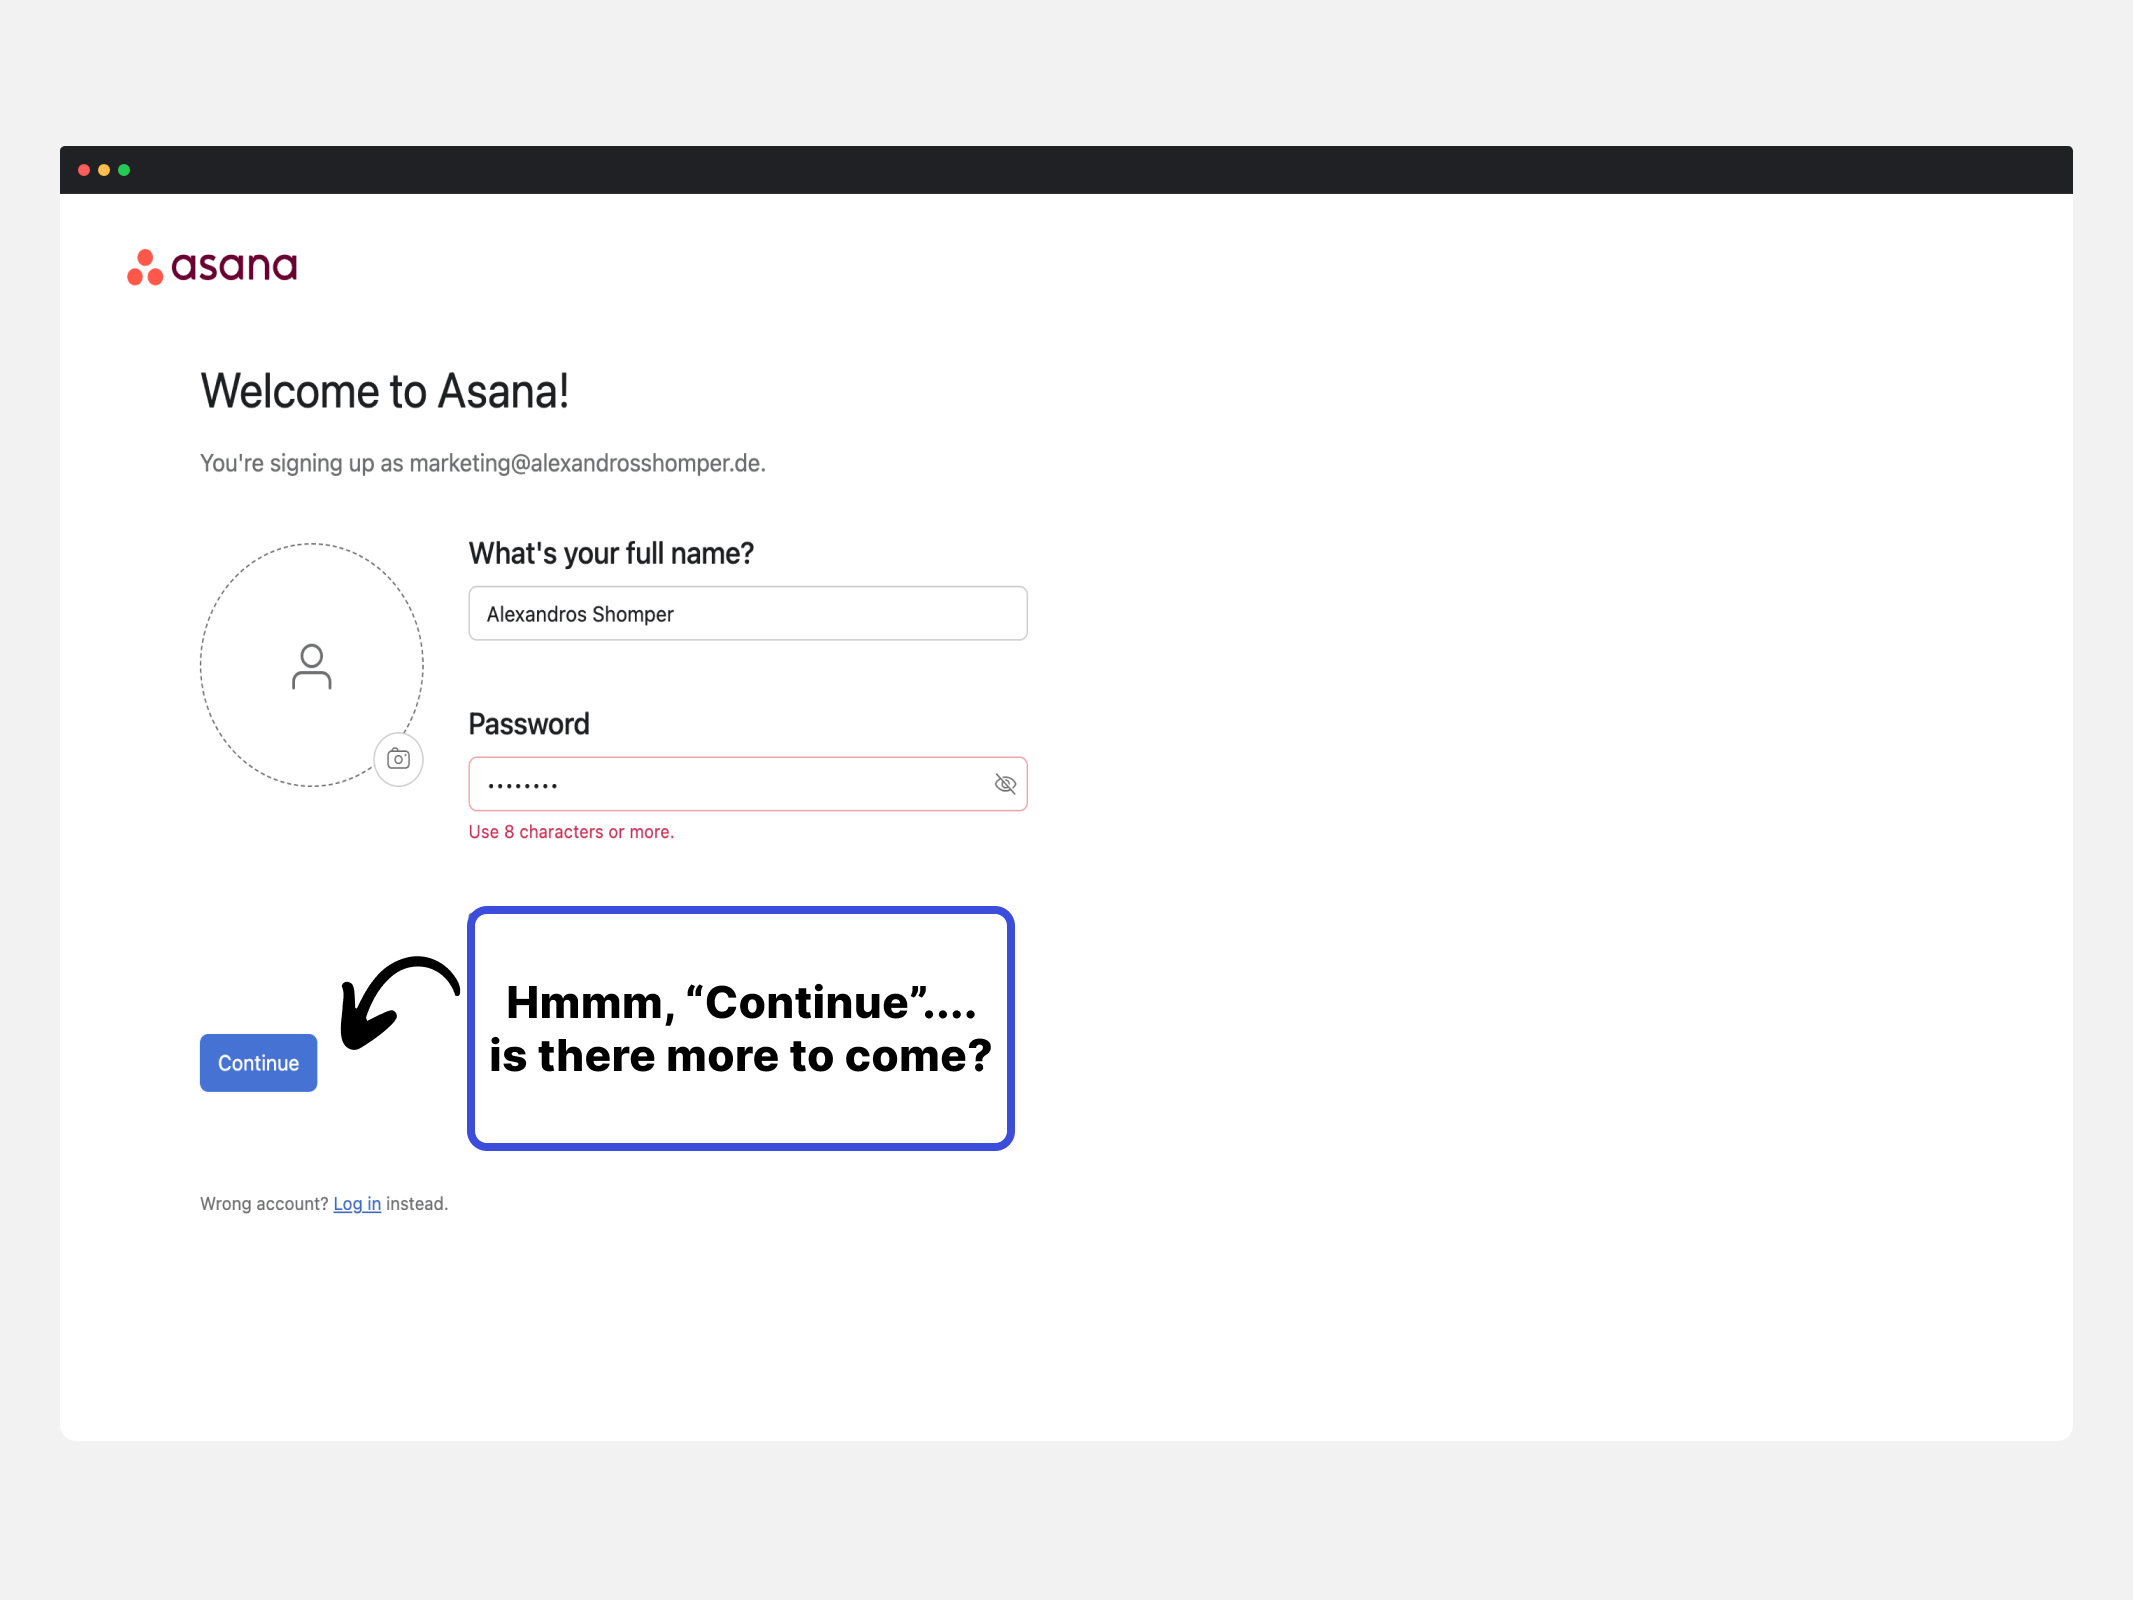 asana
Welcome to Asana!
You're signing up as marketing@alexandrosshomper.de.
What's your full name?
Alexandros Shomper
Password
••••••••
Use 8 characters or more.
Hmmm, “Continue”....
is there more to come?
Continue
Wrong account? Log in instead.